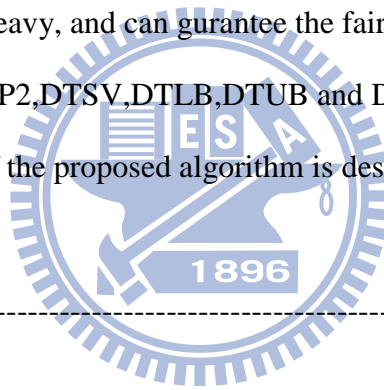 eavy, and can gurantee the fair
P2,DTSV,DTLB,DTUB and D
E S
A
f the proposed algorithm is des
1896
----------------------------------------